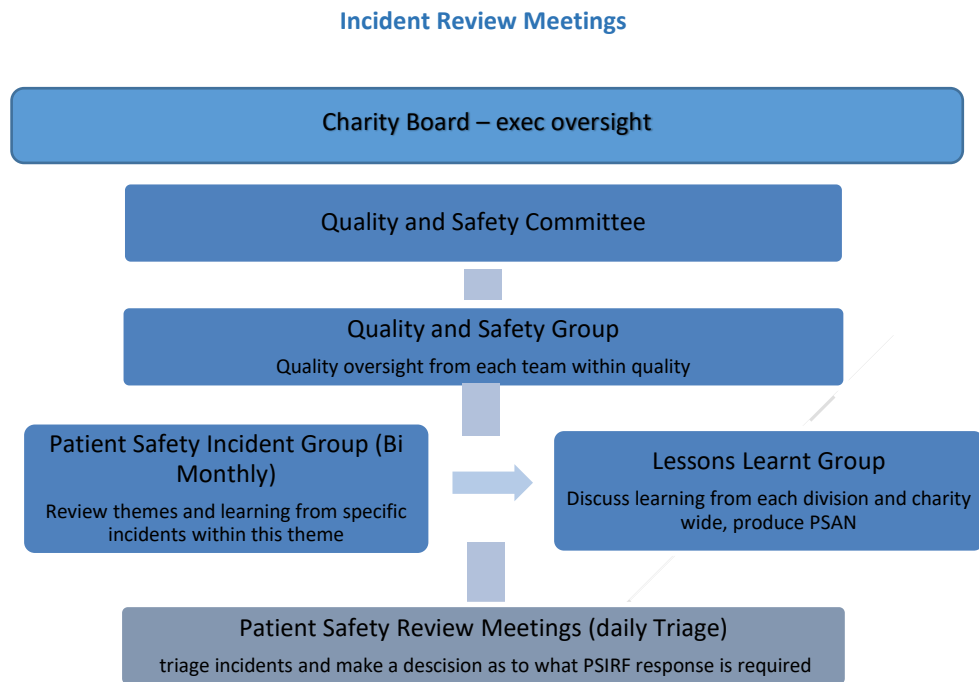 Incident Review Meetings
Charity Board – exec oversight
Quality and Safety Committee
Quality and Safety Group
Quality oversight from each team within quality
Patient Safety Incident Group (Bi
Monthly)
Review themes and learning from specific
incidents within this theme
Lessons Learnt Group
Discuss learning from each division and charity
wide, produce PSAN
Patient Safety Review Meetings (daily Triage)
triage incidents and make a descision as to what PSIRF response is required